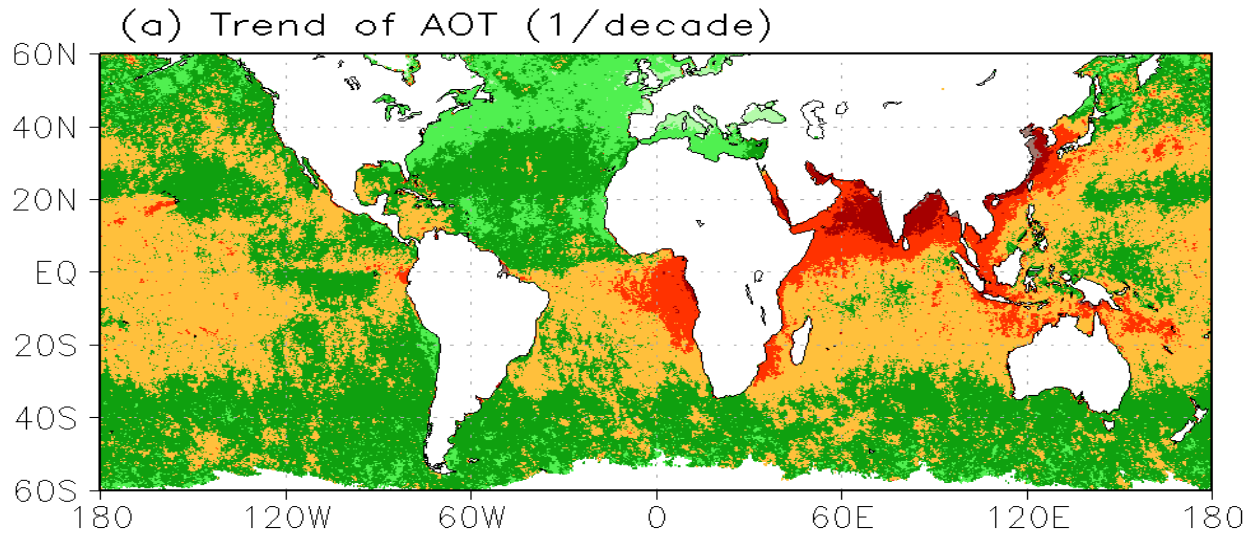 (a) Trend of AOT (1/decade)
60N
40N
20N
EQ
20S
40S
60S
180 120W 60W 0 60E 120E 180